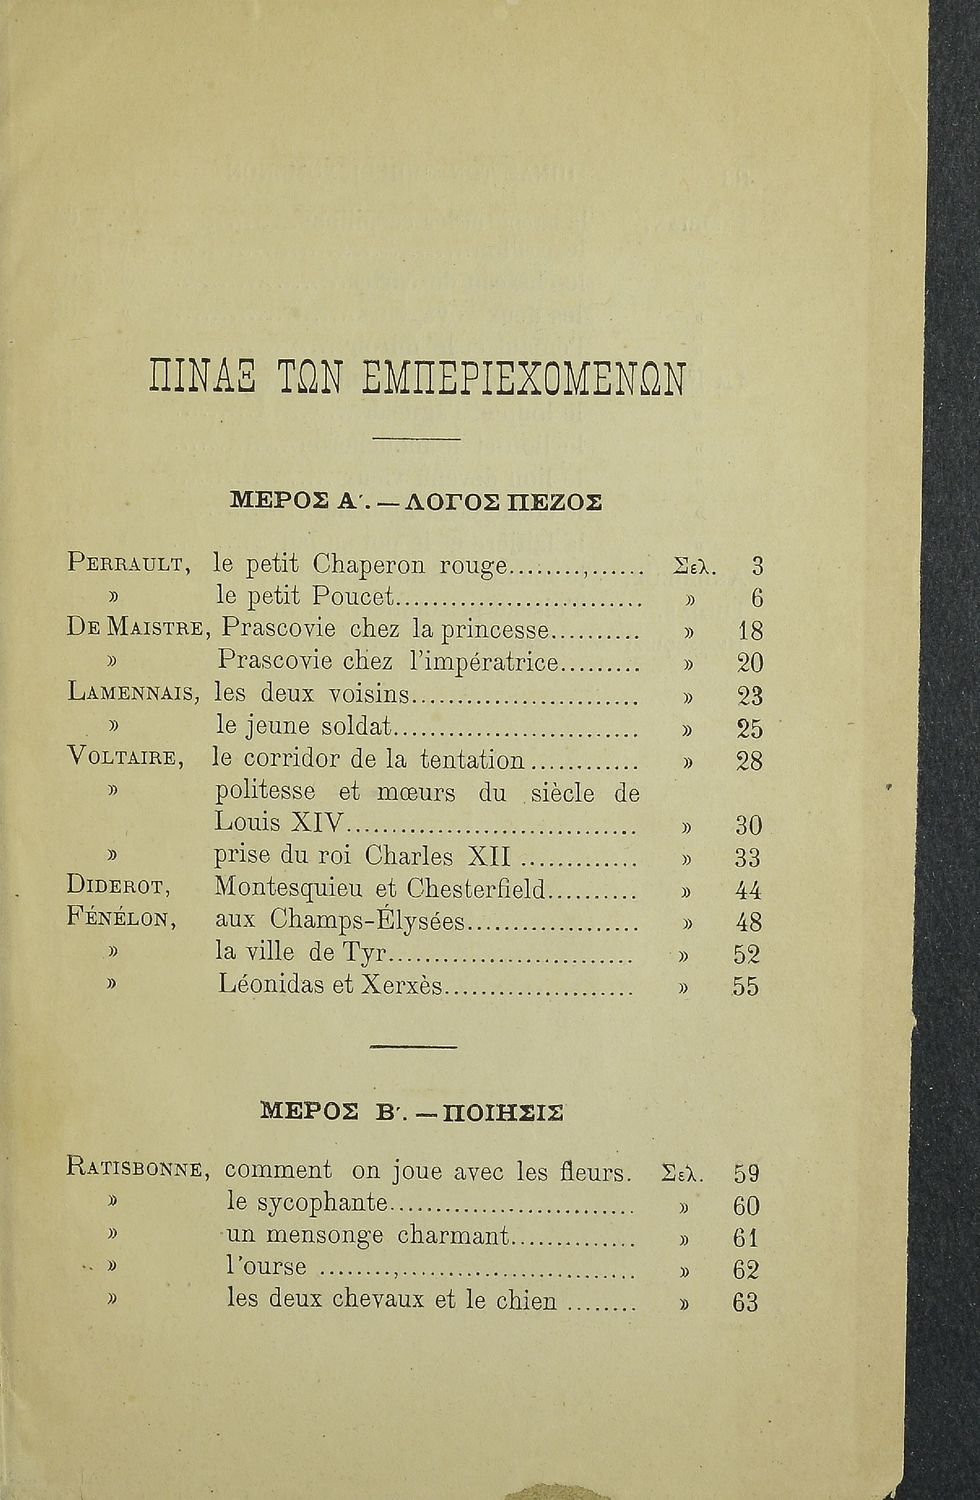 ΠΙΝΑΞ ΤΩΝ ΕΜΠΕΡΙΕΧΟΜΕΝΩΝ
ΜΕΡΟΣ Α΄. — ΛΟΓΟΣ ΠΕΖΟΣ
PERRAULT, le petit Chaperon rouge.............. Σελ. 3
» le petit Poucet........................... » 6
DE MAISTRE, Prascovie chez la princesse.......... » 18
» Prascovie chez l'impératrice......... » 20
LAMENNAIS, les deux voisins........................ » 23
» le jeune soldat.......................... » 25
VOLTAIRE, le corridor de la tentation............ » 28
» politesse et mœurs du siècle de
Louis XIV............................... » 30
» prise du roi Charles XII ............. » 33
DIDEROT, Montesquieu et Chesterfield.......... » 44
FÉNÉLON, aux Champs-Élysées................... » 48
» la ville de Tyr........................... » 52
» Léonidas et Xerxès..................... » 55
ΜΕΡΟΣ Β΄. — ΠΟΙΗΣΙΣ
RATISBONNE, comment on joue avec les fleurs. Σελ. 59
» le sycophante.......................... » 60
» un mensonge charmant.............. » 61
» l'ourse .................................. » 62
» les deux chevaux et le chien ........ » 63